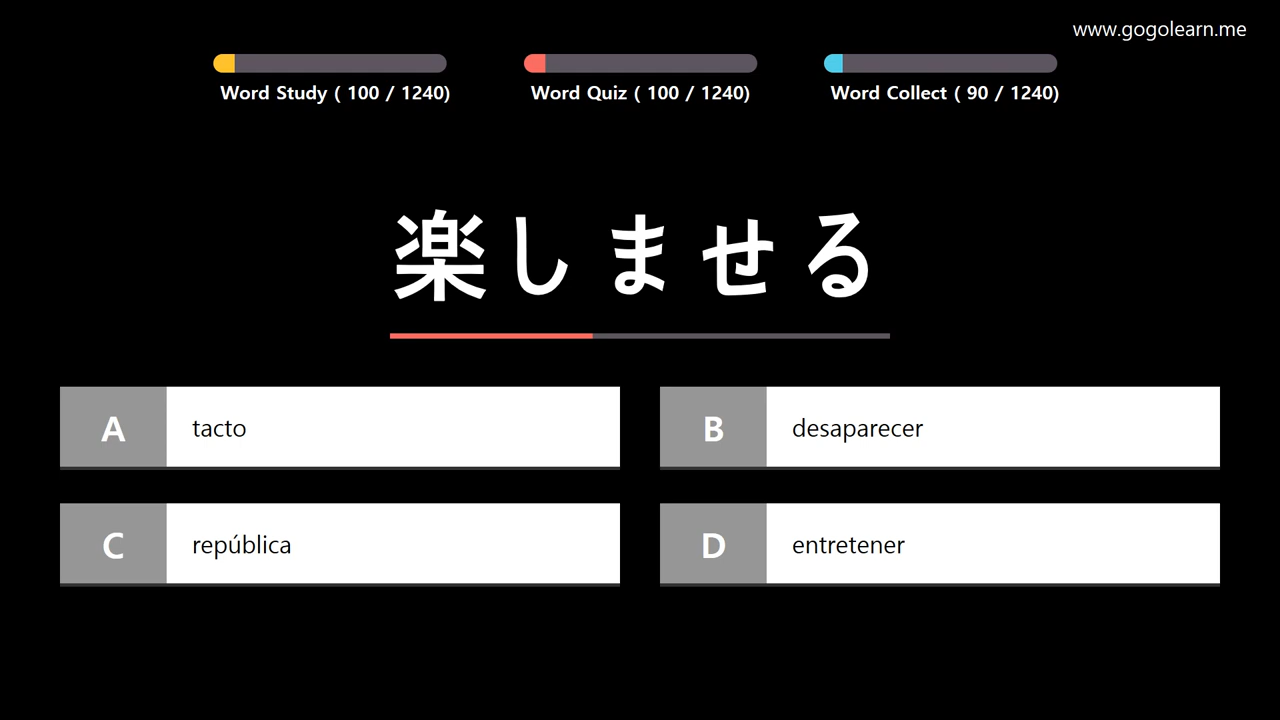 www.gogolearn.me
Word Study ( 100 / 1240)
Word Quiz ( 100 / 1240)
Word Collect ( 90 / 1240)
楽しませる
A tacto
B desaparecer
C república
D entretener